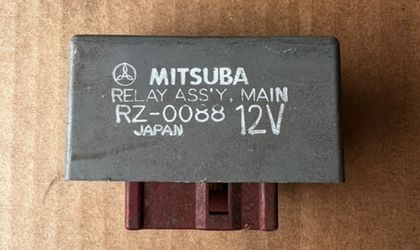 MITSUBA
RELAY ASS'Y, MAIN
RZ-0088 12V
JAPAN